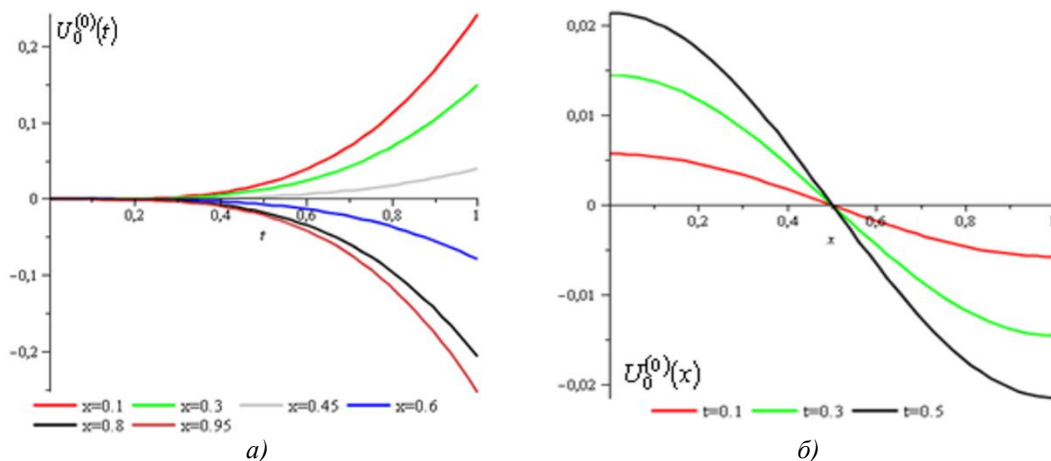 U₀⁽⁰⁾(t)
0,2
0,1
0
-0,1
-0,2
0,2
0,4
0,6
0,8
1
t
x=0.1
x=0.3
x=0.45
x=0.6
x=0.8
x=0.95
а)
0,02
0,01
0
-0,01
-0,02
0,2
0,4
0,6
0,8
x
U₀⁽⁰⁾(x)
t=0.1
t=0.3
t=0.5
б)